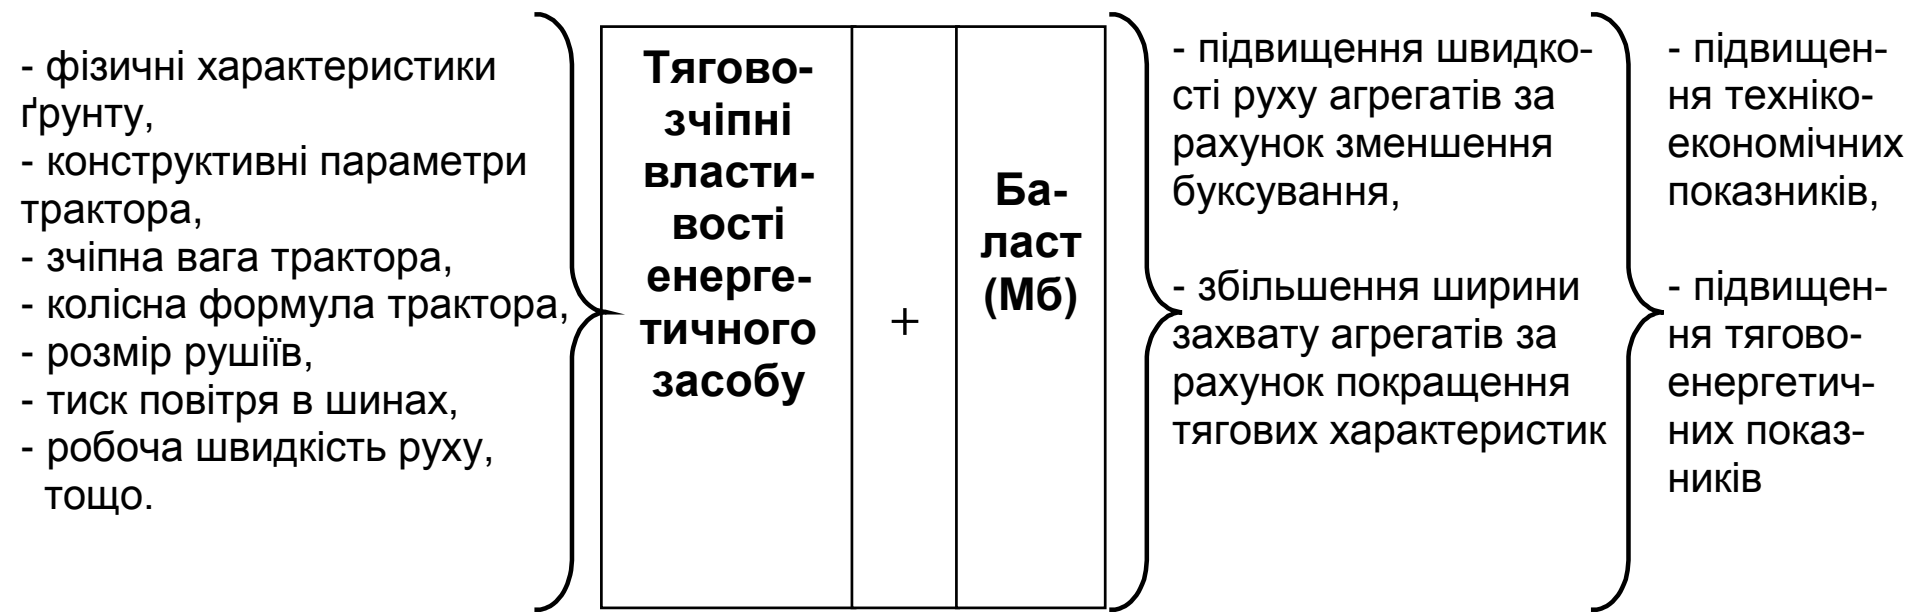 - фізичні характеристики
ґрунту,
- конструктивні параметри
трактора,
- зчіпна вага трактора,
- колісна формула трактора,
- розмір рушіїв,
- тиск повітря в шинах,
- робоча швидкість руху,
тощо.
Тягово-
зчіпні
власти-
вості
енерге-
тичного
засобу
+
Ба-
ласт
(Мб)
- підвищення швидко-
сті руху агрегатів за
рахунок зменшення
буксування,
- збільшення ширини
захвату агрегатів за
рахунок покращення
тягових характеристик
- підвищен-
ня техніко-
економічних
показників,
- підвищен-
ня тягово-
енергетич-
них показ-
ників